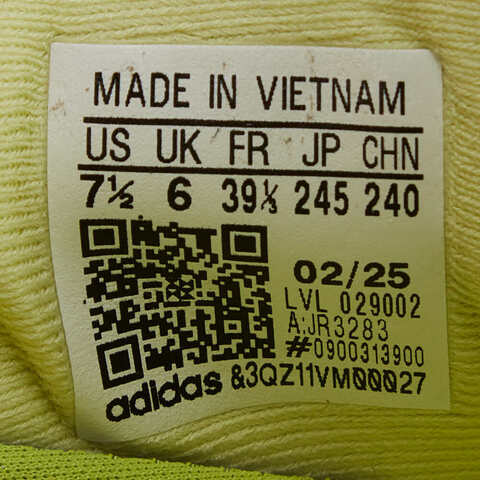 MADE IN VIETNAM
US UK FR JP CHN
7½ 6 39⅓ 245 240
02/25
LVL 029002
A:JR3283
#0900313900
adidas &3QZ11VM00027